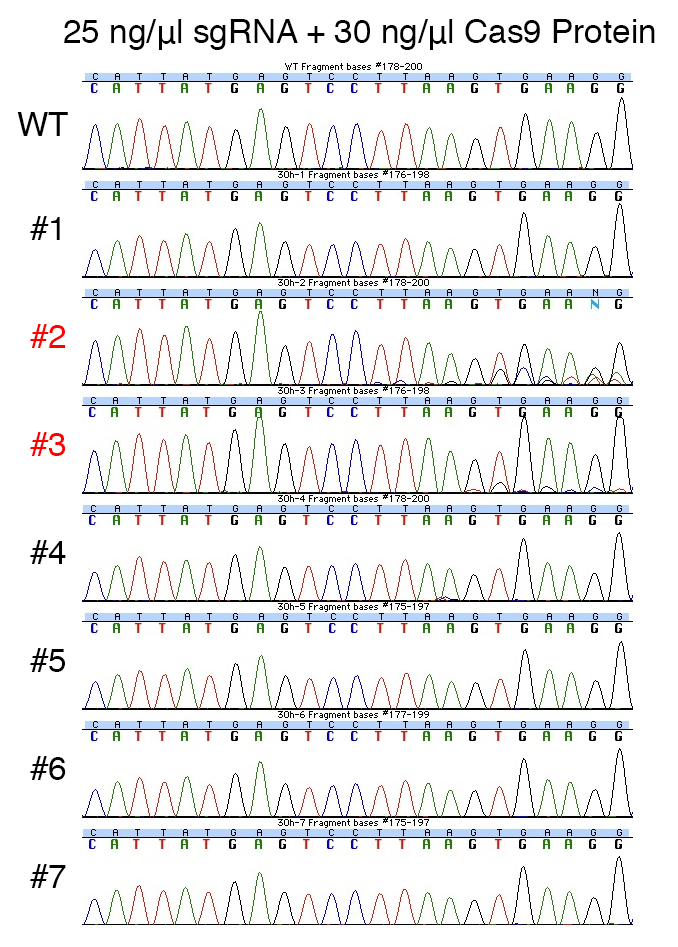 25 ng/µl sgRNA + 30 ng/µl Cas9 Protein
WT Fragment bases #178-200
C A T T A T G A G T C C T T A A G T G A A G G
C A T T A T G A G T C C T T A A G T G A A G G
WT
30h-1 Fragment bases #176-198
C A T T A T G A G T C C T T A A G T G A A G G
C A T T A T G A G T C C T T A A G T G A A G G
#1
30h-2 Fragment bases #178-200
C A T T A T G A G T C C T T A A G T G A A N G
C A T T A T G A G T C C T T A A G T G A A N G
#2
30h-3 Fragment bases #176-198
C A T T A T G A G T C C T T A A G T G A A G G
C A T T A T G A G T C C T T A A G T G A A G G
#3
30h-4 Fragment bases #178-200
C A T T A T G A G T C C T T A A G T G A A G G
C A T T A T G A G T C C T T A A G T G A A G G
#4
30h-5 Fragment bases #175-197
C A T T A T G A G T C C T T A A G T G A A G G
C A T T A T G A G T C C T T A A G T G A A G G
#5
30h-6 Fragment bases #177-199
C A T T A T G A G T C C T T A A G T G A A G G
C A T T A T G A G T C C T T A A G T G A A G G
#6
30h-7 Fragment bases #175-197
C A T T A T G A G T C C T T A A G T G A A G G
C A T T A T G A G T C C T T A A G T G A A G G
#7